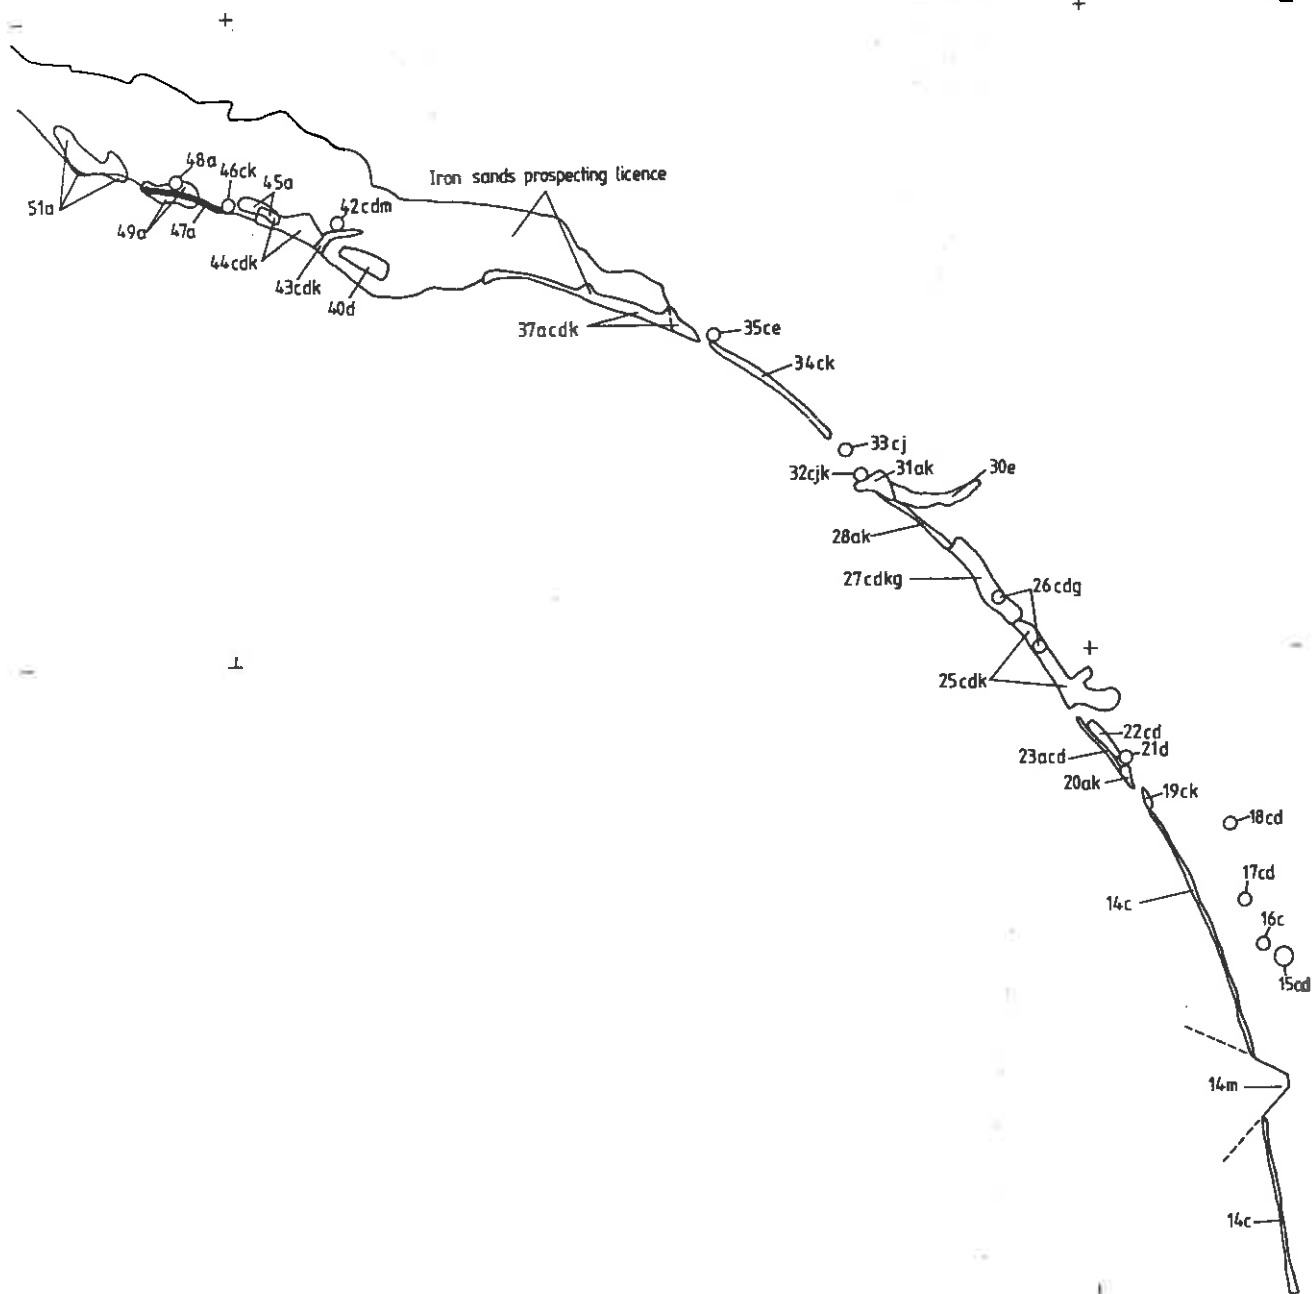 48a
46ck
45a
Iron sands prospecting licence
51a
42cdm
49a
47a
44cdk
43cdk
40d
37acdk
35ce
34ck
33cj
32cjk
31ak
30e
28ak
27cdkg
26cdg
25cdk
22cd
21d
23acd
20ak
19ck
18cd
17cd
14c
16c
15ad
14m
14c